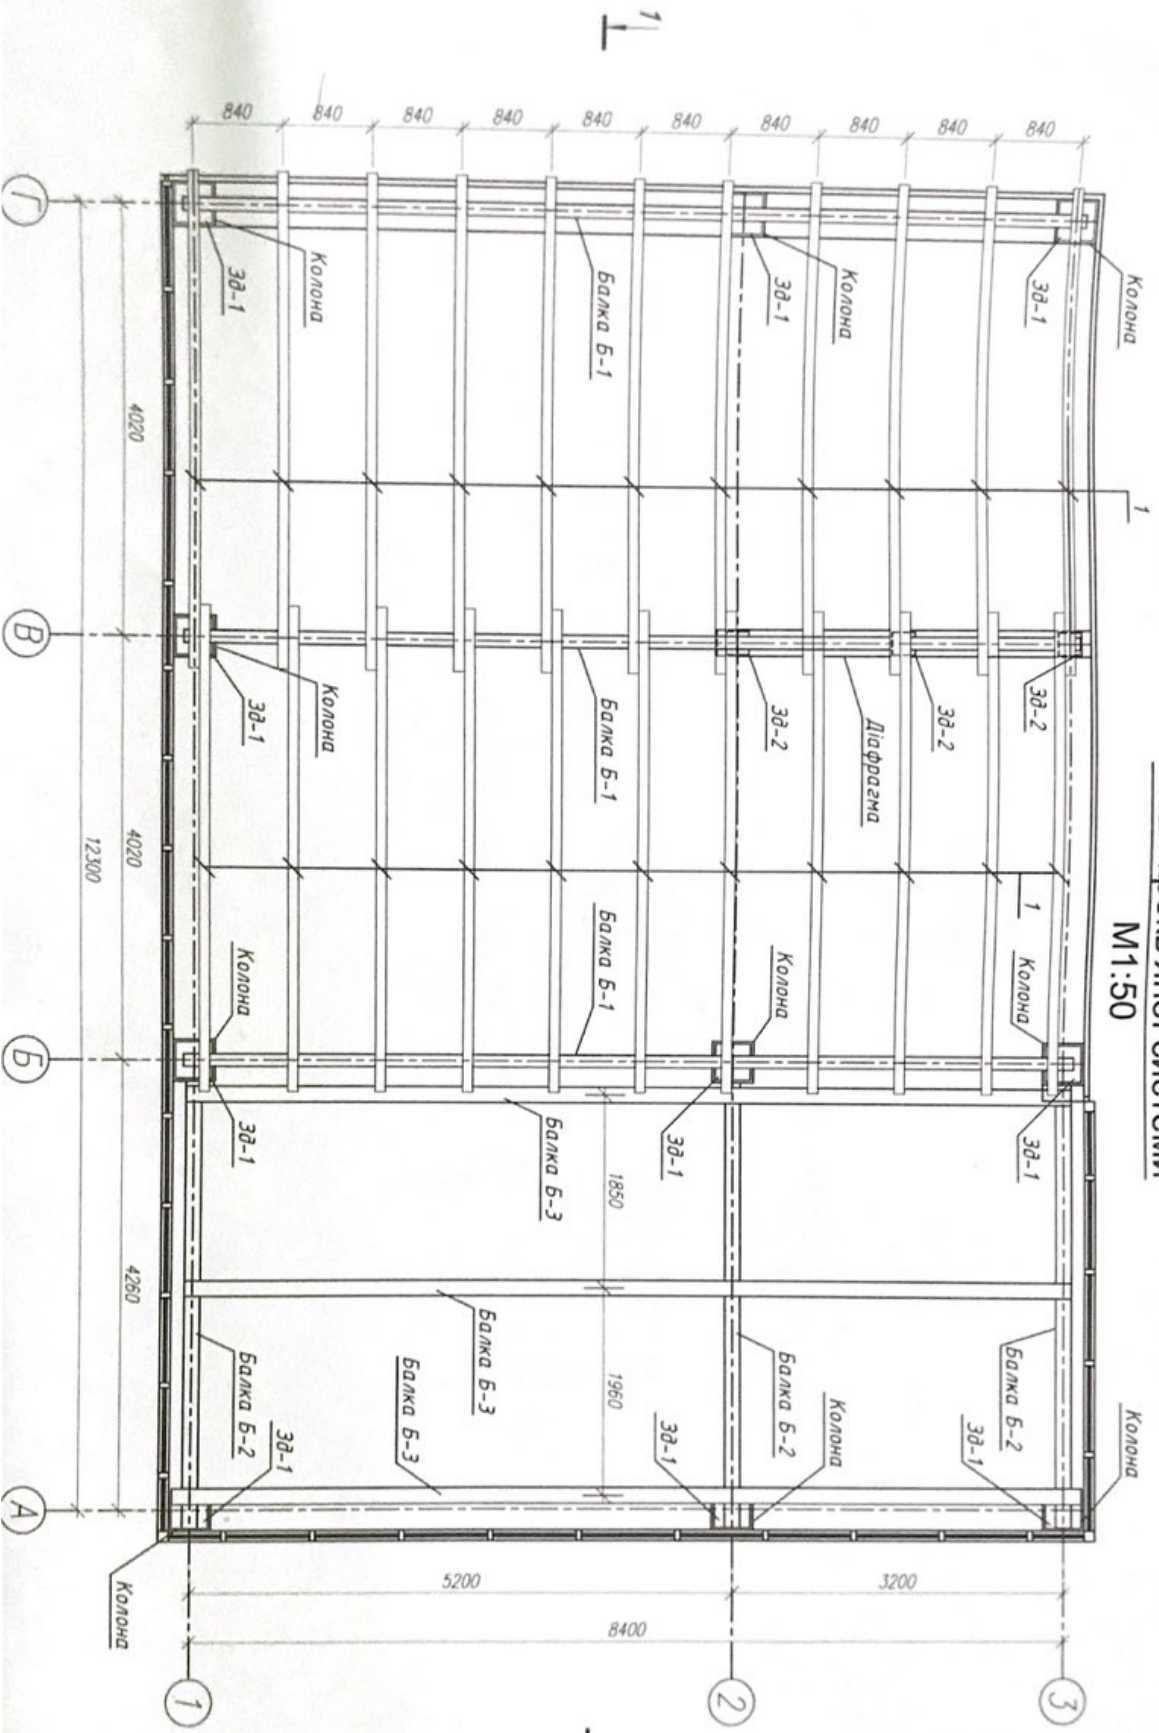 М1:50
Колона
1
Колона
3
Зд-1
Зд-2
1
Колона
Зд-1
Балка Б-2
Зд-1
840
840
840
840
840
840
840
840
840
840
3200
Зд-2
Діафрагма
Колона
Зд-1
Зд-2
Колона
Балка Б-2
Колона
2
Зд-1
Зд-1
1
8400
Балка Б-1
Балка Б-1
Балка Б-1
1850
1960
Балка Б-3
Балка Б-3
5200
Балка Б-3
Колона
Зд-1
Колона
Зд-1
Колона
Зд-1
Балка Б-2
Зд-1
1
4020
4020
4260
Колона
12300
Г
В
Б
А